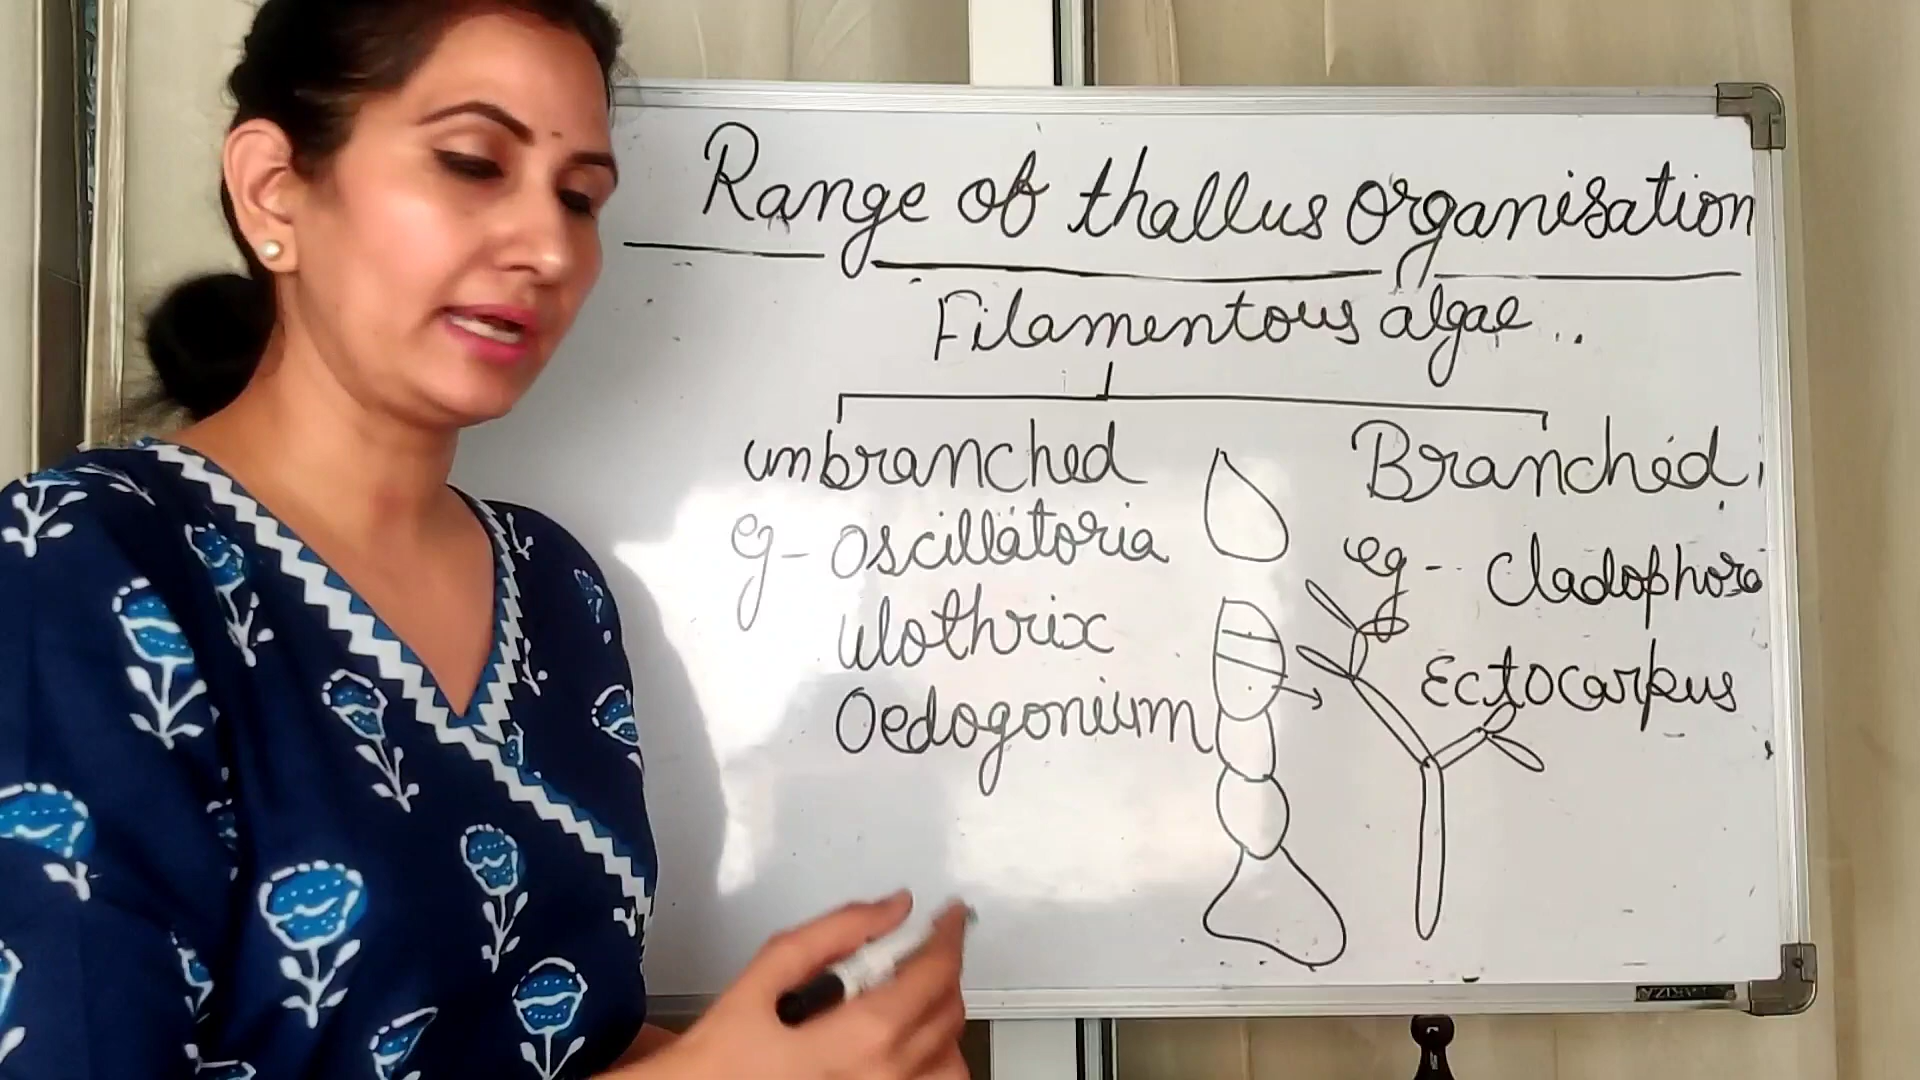 Range of thallus organisation
Filamentous algae..
unbranched
eg- Oscillatoria
Ulothrix
Oedogonium
Branched
eg-- Cladophora
Ectocarpus